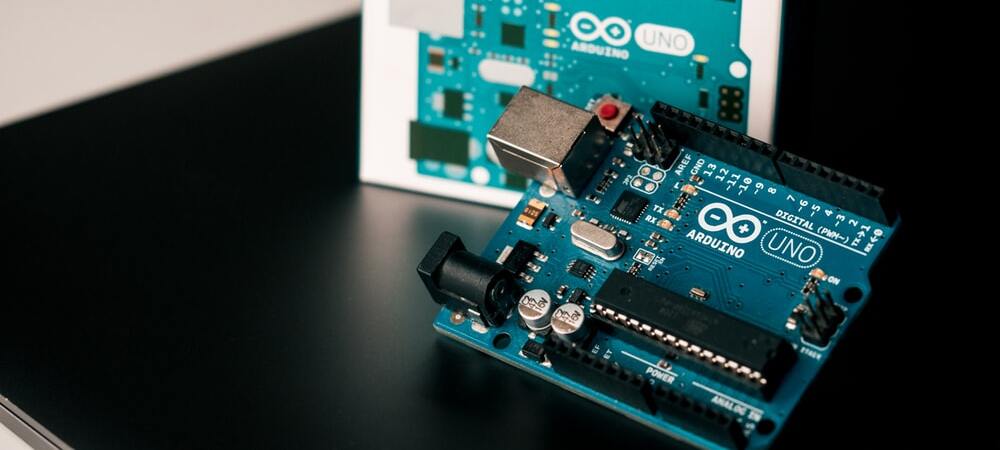 ARDUINO
UNO
AREF
GND
13
12
~11
~10
~9
8
7
~6
~5
4
~3
2
TX→1
RX←0
DIGITAL (PWM~)
TX
RX
ARDUINO
UNO
ON
POWER
ANALOG IN